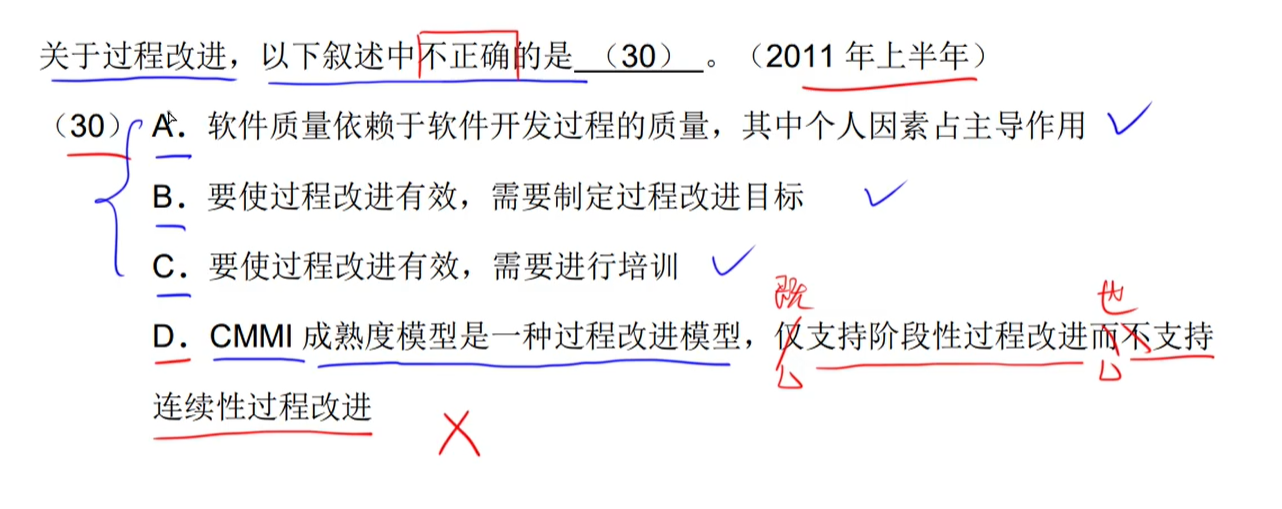 关于过程改进，以下叙述中不正确的是（30）。（2011 年上半年）
（30）A．软件质量依赖于软件开发过程的质量，其中个人因素占主导作用
B．要使过程改进有效，需要制定过程改进目标
C．要使过程改进有效，需要进行培训
既 也
D．CMMI 成熟度模型是一种过程改进模型，仅支持阶段性过程改进而不支持
连续性过程改进